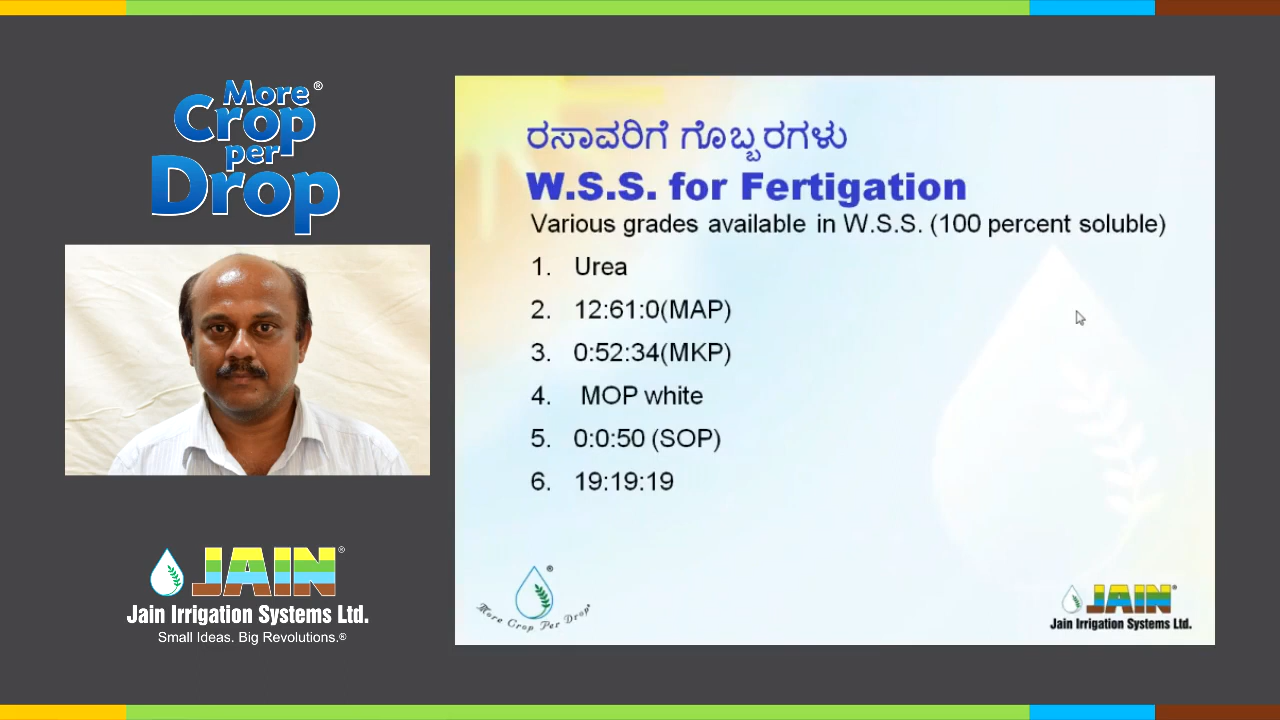 More®
Crop
per
Drop
JAIN®
Jain Irrigation Systems Ltd.
Small Ideas. Big Revolutions.®
ರಸಾವರಿಗೆ ಗೊಬ್ಬರಗಳು
W.S.S. for Fertigation
Various grades available in W.S.S. (100 percent soluble)
1. Urea
2. 12:61:0(MAP)
3. 0:52:34(MKP)
4. MOP white
5. 0:0:50 (SOP)
6. 19:19:19
®
More Crop Per Drop®
JAIN®
Jain Irrigation Systems Ltd.